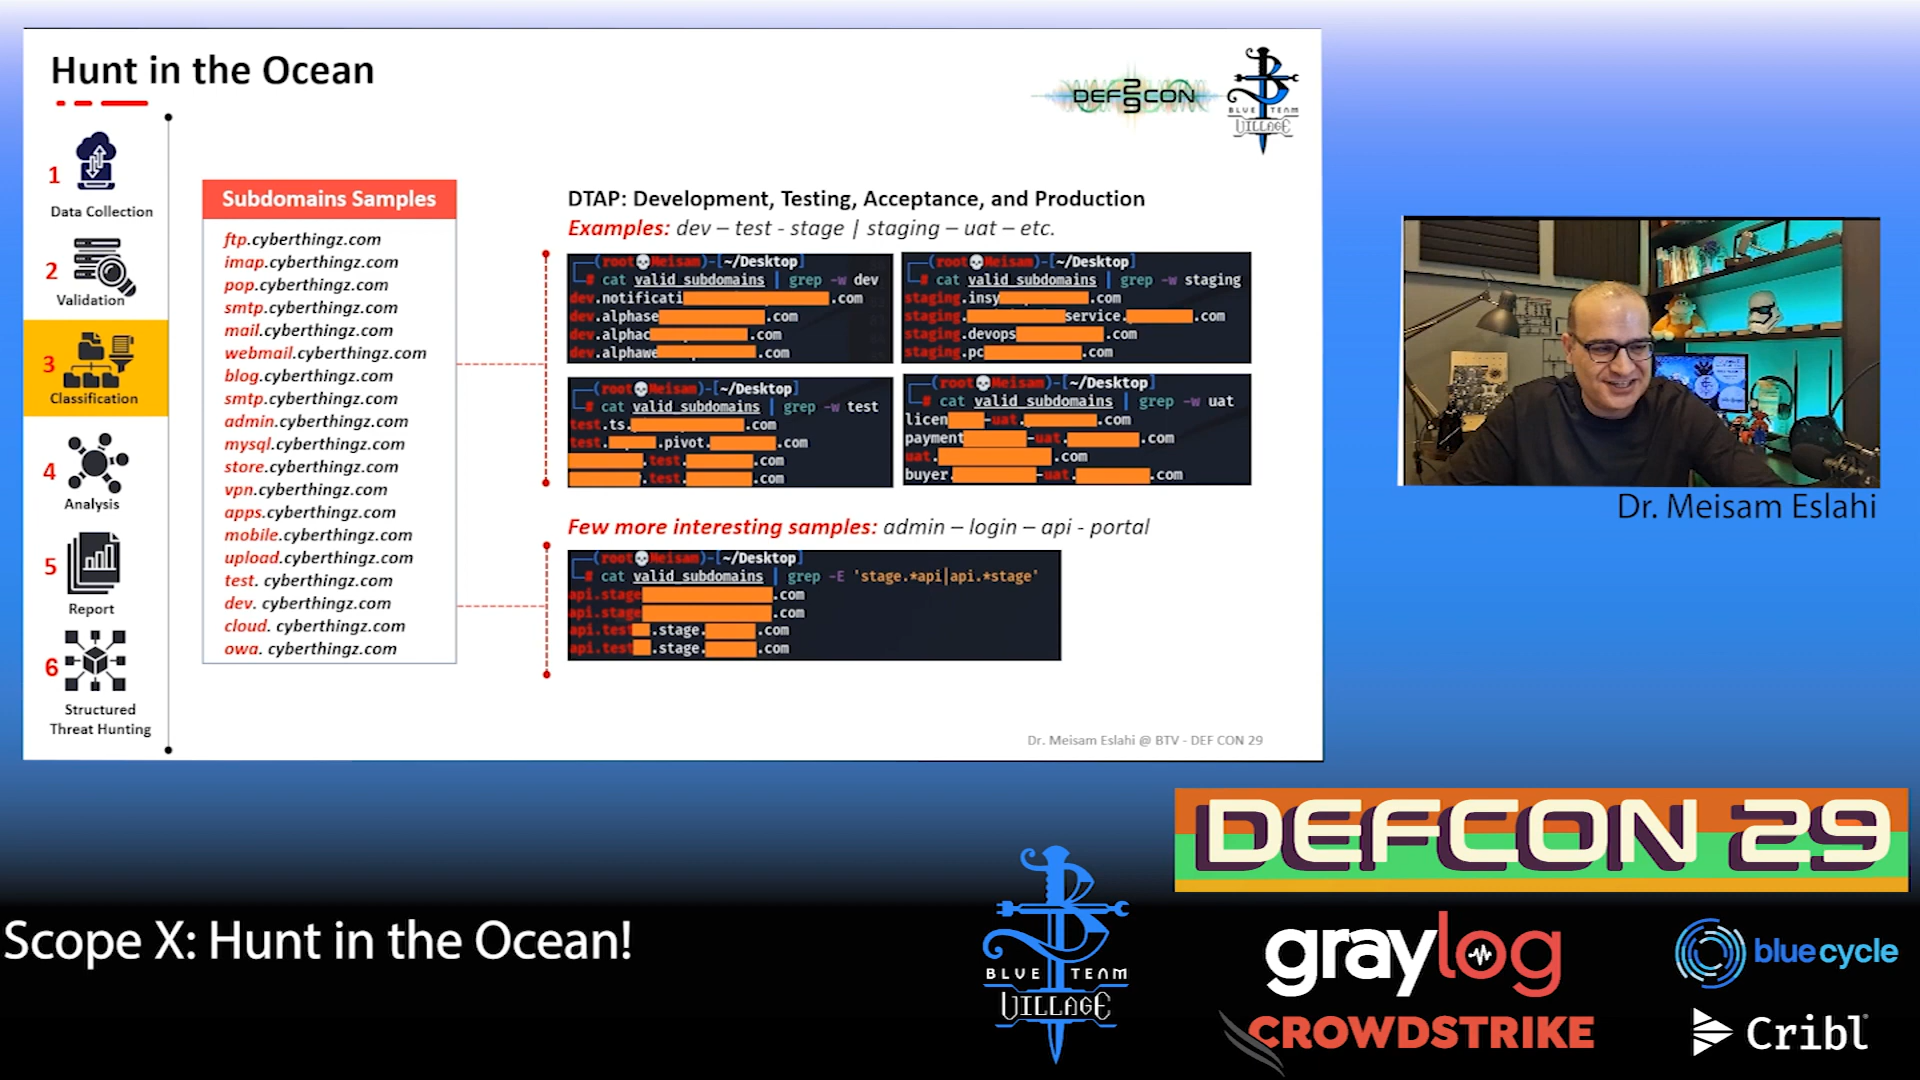 Hunt in the Ocean
DEF CON 29
BLUE TEAM
VILLAGE
1
Data Collection
2
Validation
3
Classification
4
Analysis
5
Report
6
Structured
Threat Hunting
Subdomains Samples
ftp.cyberthingz.com
imap.cyberthingz.com
pop.cyberthingz.com
smtp.cyberthingz.com
mail.cyberthingz.com
webmail.cyberthingz.com
blog.cyberthingz.com
smtp.cyberthingz.com
admin.cyberthingz.com
mysql.cyberthingz.com
store.cyberthingz.com
vpn.cyberthingz.com
apps.cyberthingz.com
mobile.cyberthingz.com
upload.cyberthingz.com
test. cyberthingz.com
dev. cyberthingz.com
cloud. cyberthingz.com
owa. cyberthingz.com
DTAP: Development, Testing, Acceptance, and Production
Examples: dev – test - stage | staging – uat – etc.
(root💀Meisam)-[~/Desktop]
# cat valid_subdomains | grep -w dev
dev.notificati .com
dev.alphase .com
dev.alphac .com
dev.alphawe .com
(root💀Meisam)-[~/Desktop]
# cat valid_subdomains | grep -w staging
staging.insy .com
staging. service. .com
staging.devops .com
staging.pc .com
(root💀Meisam)-[~/Desktop]
# cat valid_subdomains | grep -w test
test.ts. .com
test. .pivot. .com
.test. .com
.test. .com
(root💀Meisam)-[~/Desktop]
# cat valid_subdomains | grep -w uat
licen -uat. .com
payment -uat. .com
uat. .com
buyer. -uat. .com
Few more interesting samples: admin – login – api - portal
(root💀Meisam)-[~/Desktop]
# cat valid_subdomains | grep -E 'stage.*api|api.*stage'
api.stage .com
api.stage .com
api.test .stage. .com
api.test .stage. .com
Dr. Meisam Eslahi @ BTV - DEF CON 29
Dr. Meisam Eslahi
DEFCON 29
Scope X: Hunt in the Ocean!
BLUE TEAM
VILLAGE
graylog
blue cycle
CROWDSTRIKE
Cribl